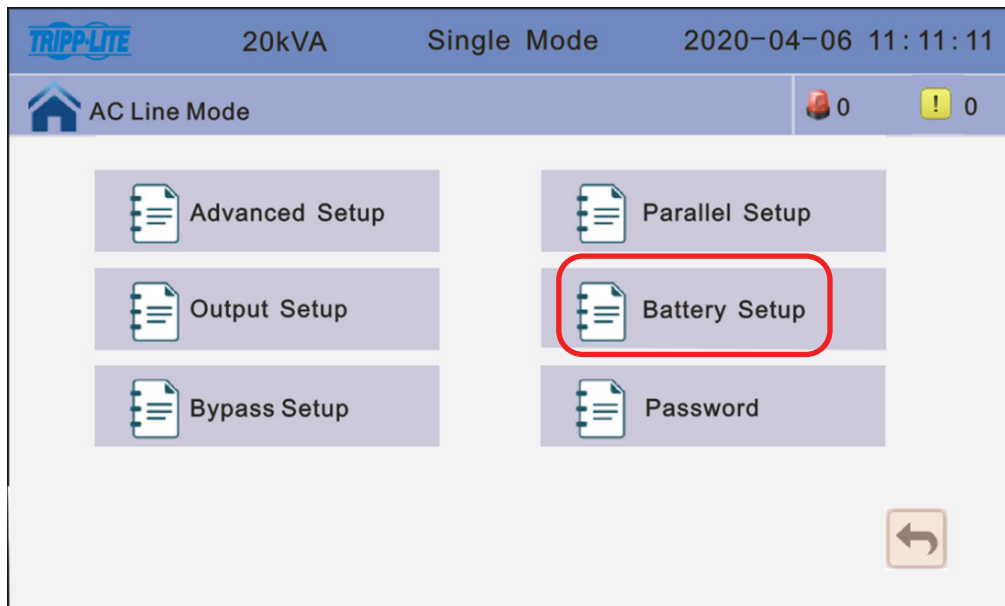 TRIPP·LITE 20kVA Single Mode 2020-04-06 11:11:11
AC Line Mode 0 ! 0
Advanced Setup Parallel Setup
Output Setup Battery Setup
Bypass Setup Password